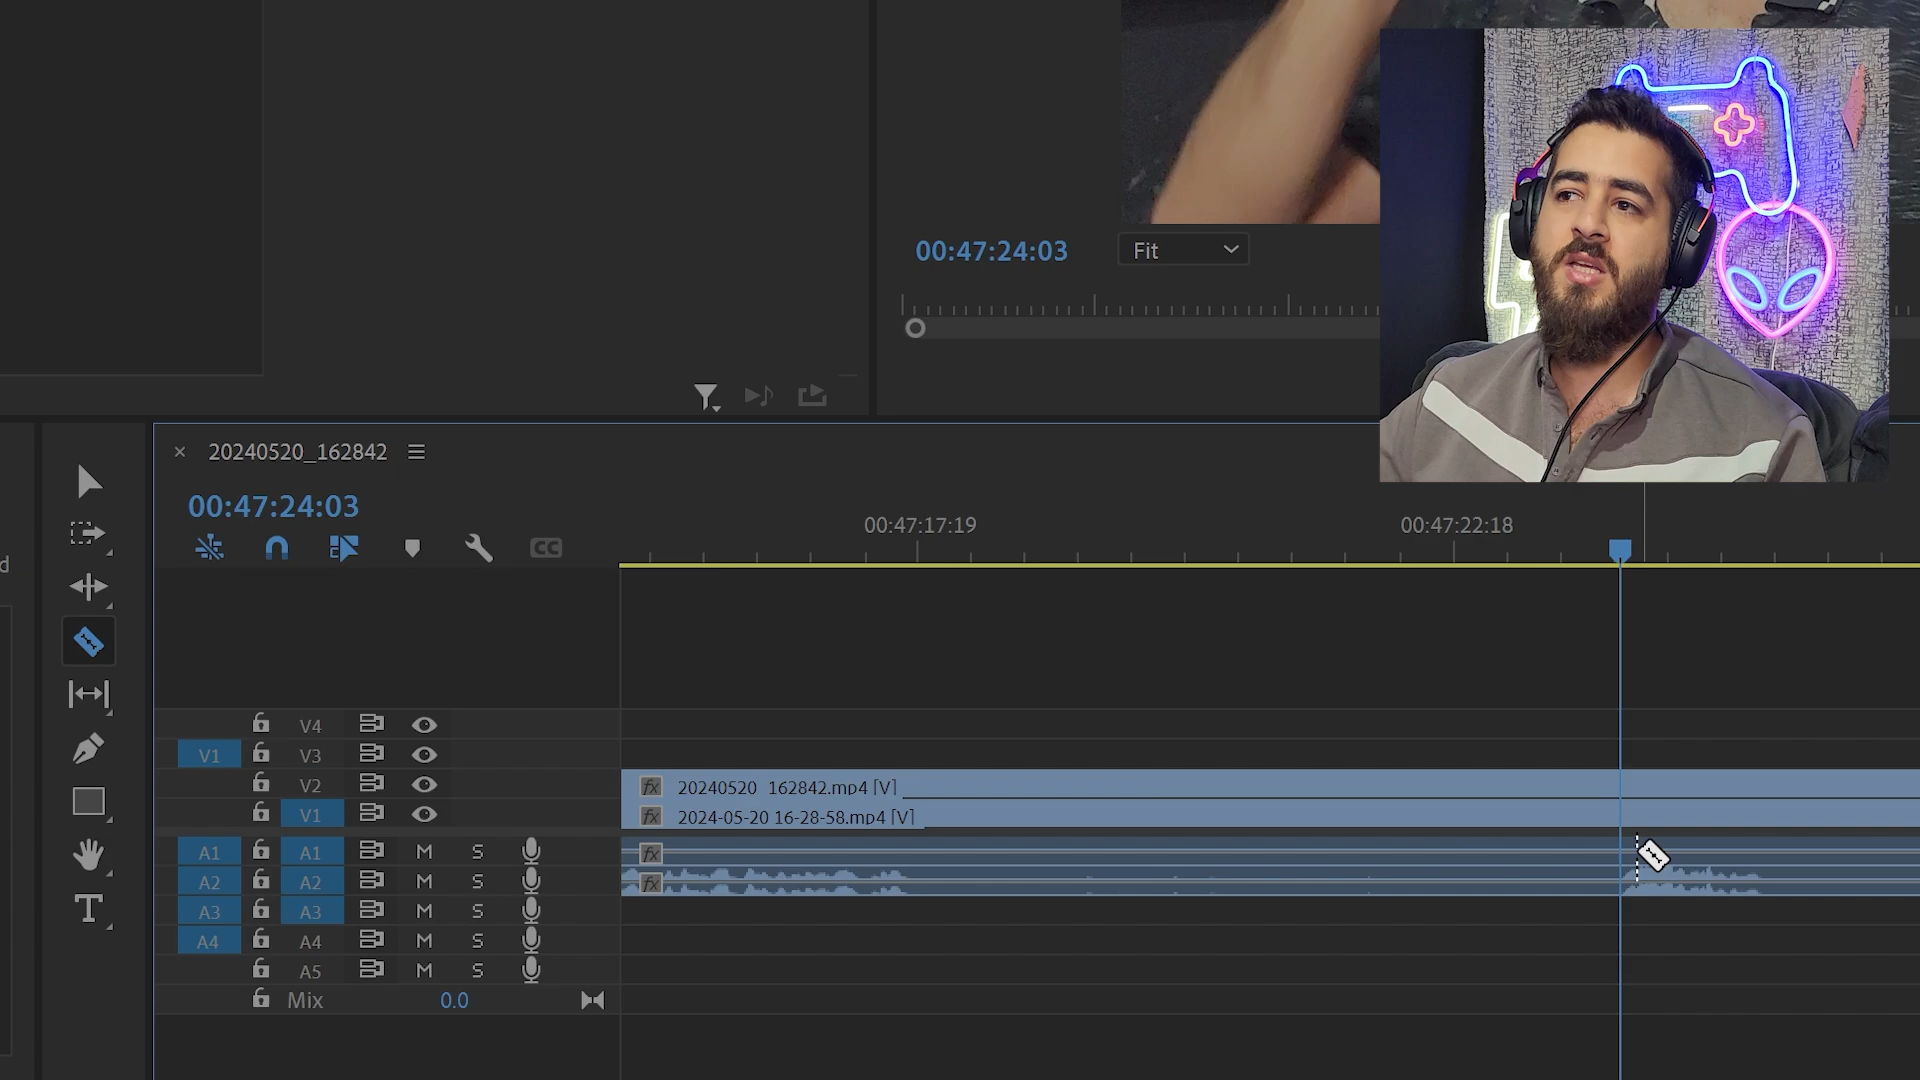 00:47:24:03
Fit
20240520_162842
00:47:24:03
CC
00:47:17:19
00:47:22:18
d
V4
V1 V3
V2
fx 20240520_162842.mp4 [V]
V1
fx 2024-05-20 16-28-58.mp4 [V]
A1 A1 M S fx
A2 A2 M S fx
A3 A3 M S
A4 A4 M S
A5 M S
Mix 0.0
T